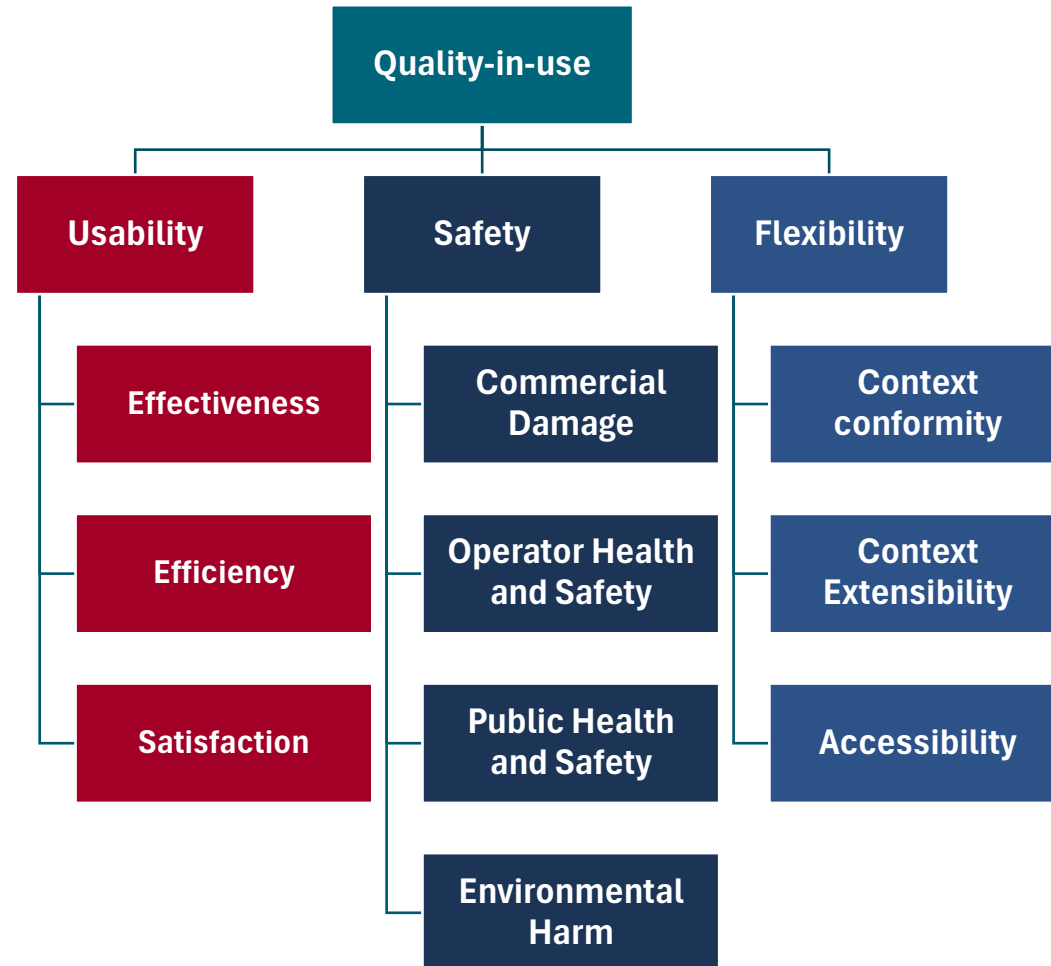 Quality-in-use
Usability
Safety
Flexibility
Effectiveness
Commercial
Damage
Context
conformity
Efficiency
Operator Health
and Safety
Context
Extensibility
Satisfaction
Public Health
and Safety
Accessibility
Environmental
Harm